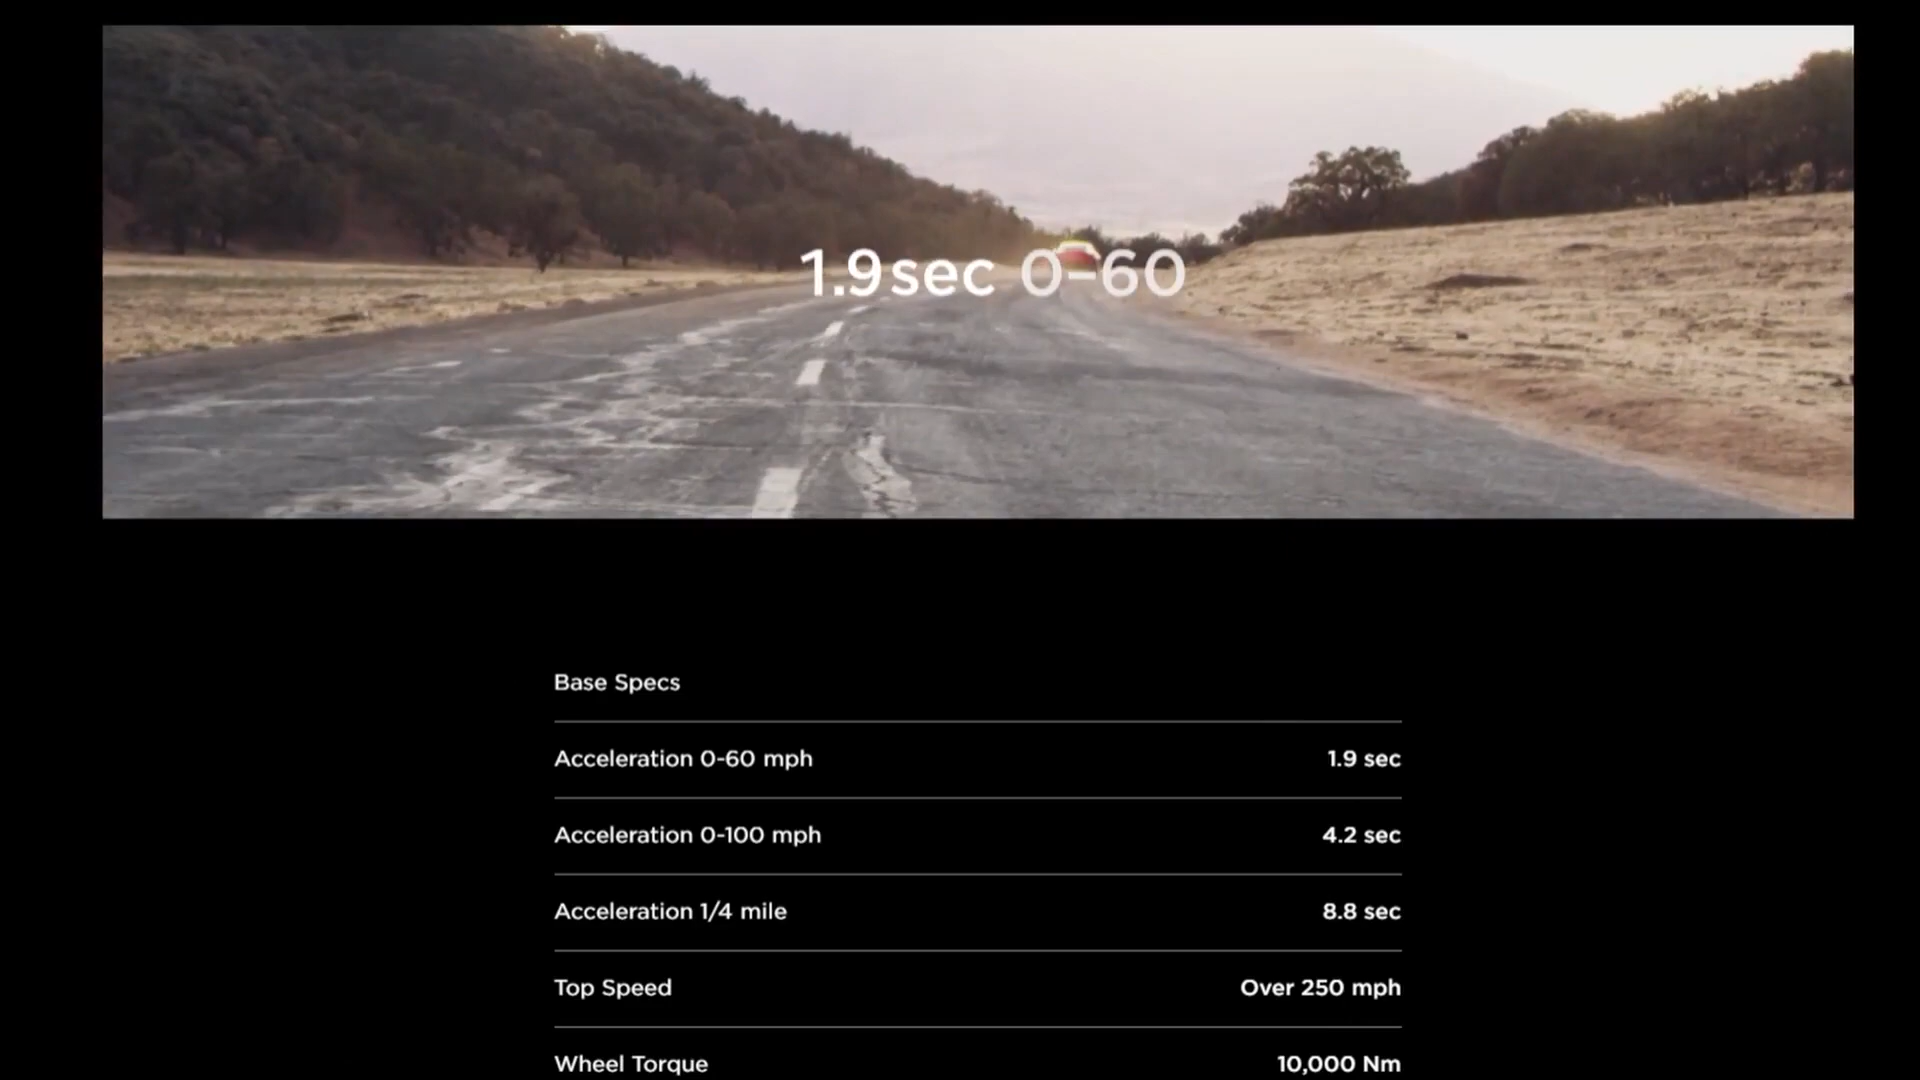 1.9sec 0-60
Base Specs
Acceleration 0-60 mph 1.9 sec
Acceleration 0-100 mph 4.2 sec
Acceleration 1/4 mile 8.8 sec
Top Speed Over 250 mph
Wheel Torque 10,000 Nm